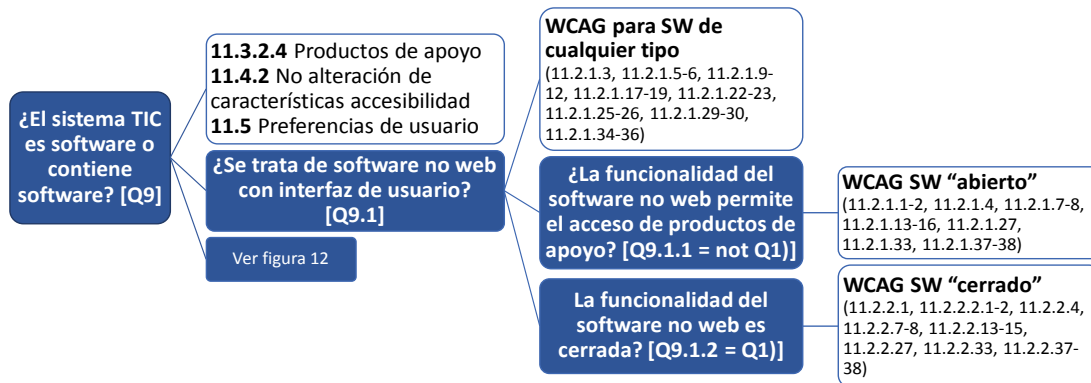 ¿El sistema TIC
es software o
contiene
software? [Q9]
11.3.2.4 Productos de apoyo
11.4.2 No alteración de
características accesibilidad
11.5 Preferencias de usuario
¿Se trata de software no web
con interfaz de usuario?
[Q9.1]
Ver figura 12
WCAG para SW de
cualquier tipo
(11.2.1.3, 11.2.1.5-6, 11.2.1.9-
12, 11.2.1.17-19, 11.2.1.22-23,
11.2.1.25-26, 11.2.1.29-30,
11.2.1.34-36)
¿La funcionalidad del
software no web permite
el acceso de productos de
apoyo? [Q9.1.1 = not Q1)]
WCAG SW “abierto”
(11.2.1.1-2, 11.2.1.4, 11.2.1.7-8,
11.2.1.13-16, 11.2.1.27,
11.2.1.33, 11.2.1.37-38)
La funcionalidad del
software no web es
cerrada? [Q9.1.2 = Q1)]
WCAG SW “cerrado”
(11.2.2.1, 11.2.2.2.1-2, 11.2.2.4,
11.2.2.7-8, 11.2.2.13-15,
11.2.2.27, 11.2.2.33, 11.2.2.37-
38)